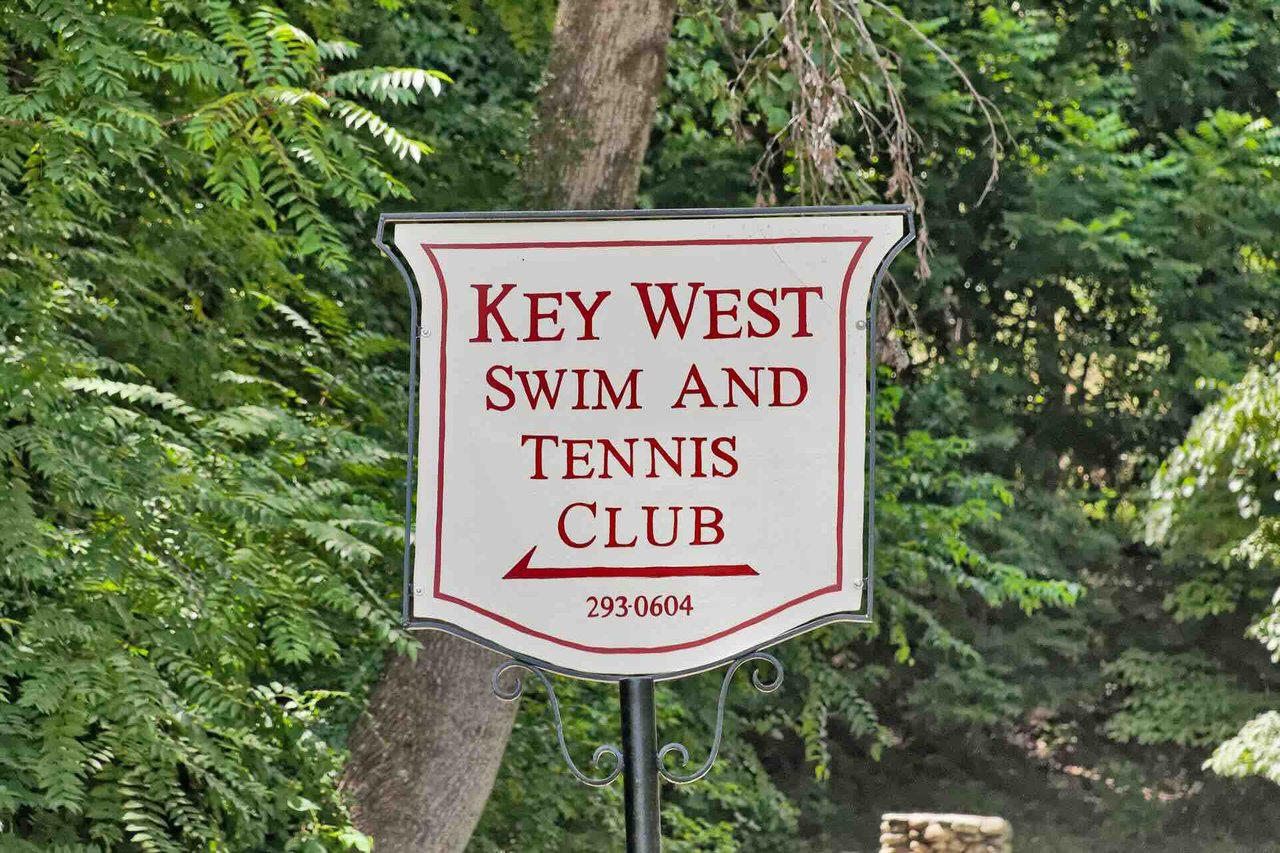 KEY WEST
SWIM AND
TENNIS
CLUB
293-0604